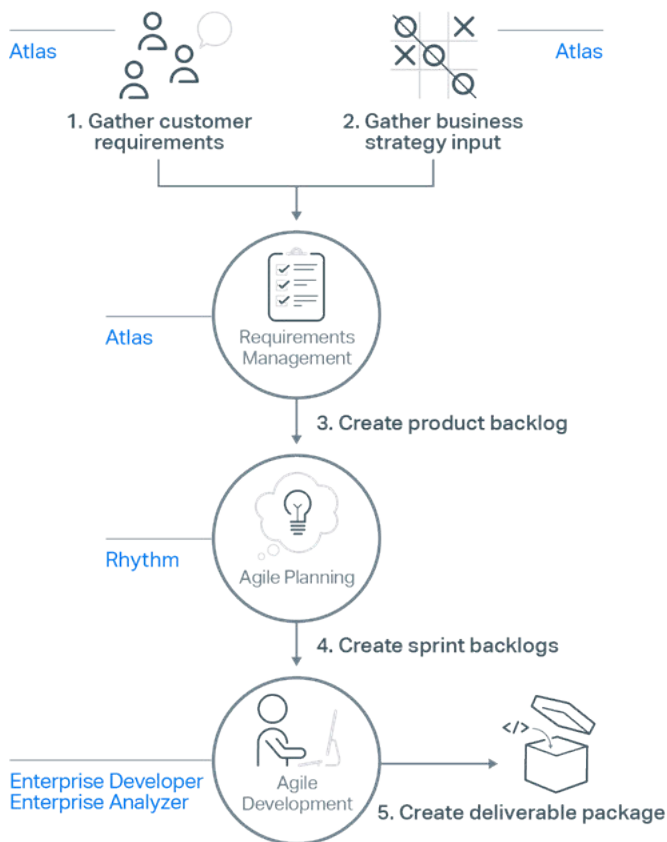 Atlas
Atlas
1. Gather customer
requirements
2. Gather business
strategy input
Atlas
Requirements
Management
3. Create product backlog
Rhythm
Agile Planning
4. Create sprint backlogs
</>
Enterprise Developer
Enterprise Analyzer
Agile
Development
5. Create deliverable package